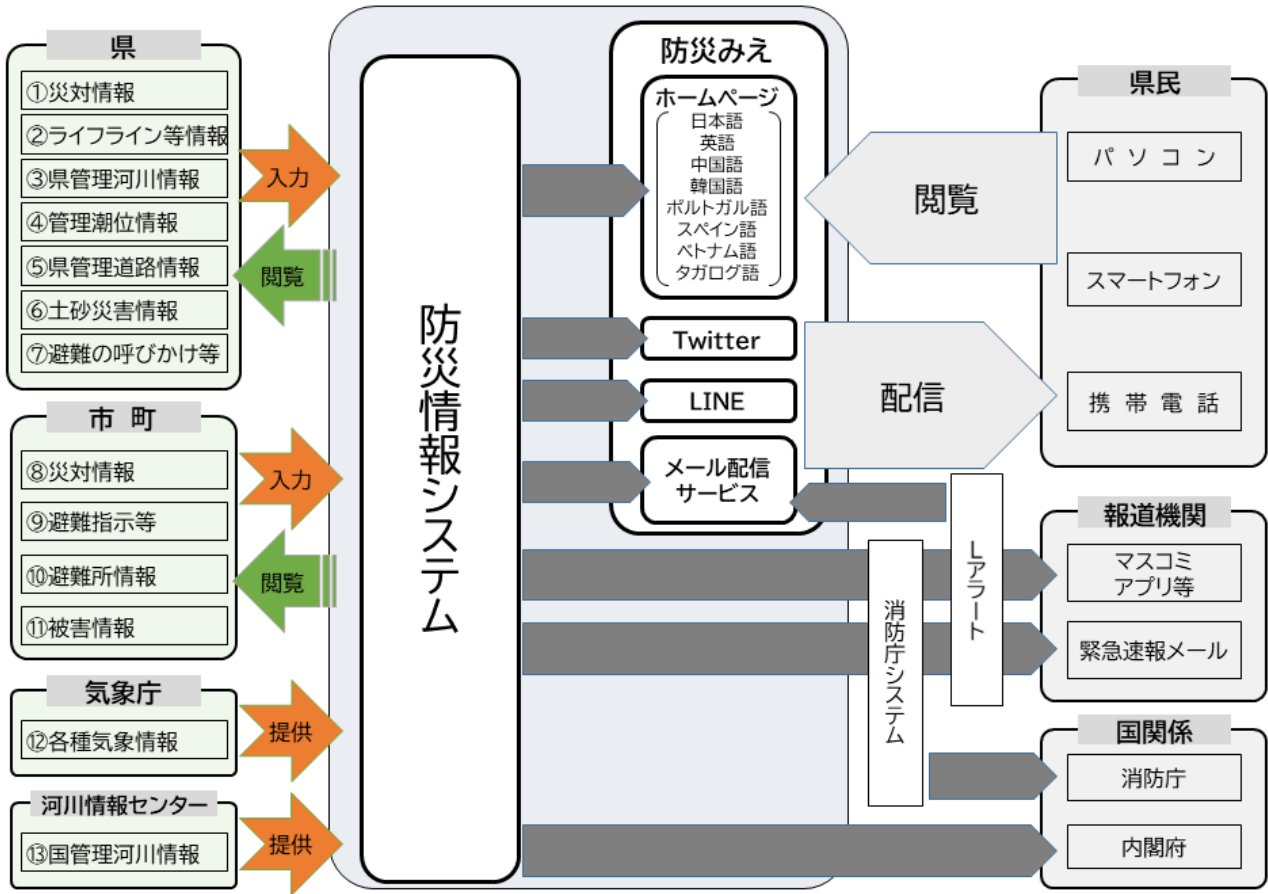 県
①災対情報
②ライフライン等情報
③県管理河川情報
④管理潮位情報
⑤県管理道路情報
⑥土砂災害情報
⑦避難の呼びかけ等
入力
閲覧
市 町
⑧災対情報
⑨避難指示等
⑩避難所情報
⑪被害情報
入力
閲覧
気象庁
⑫各種気象情報
提供
河川情報センター
⑬国管理河川情報
提供
防災情報システム
防災みえ
ホームページ
日本語
英語
中国語
韓国語
ポルトガル語
スペイン語
ベトナム語
タガログ語
Twitter
LINE
メール配信
サービス
閲覧
配信
消防庁システム
Lアラート
県民
パ ソ コ ン
スマートフォン
携 帯 電 話
報道機関
マスコミ
アプリ等
緊急速報メール
国関係
消防庁
内閣府